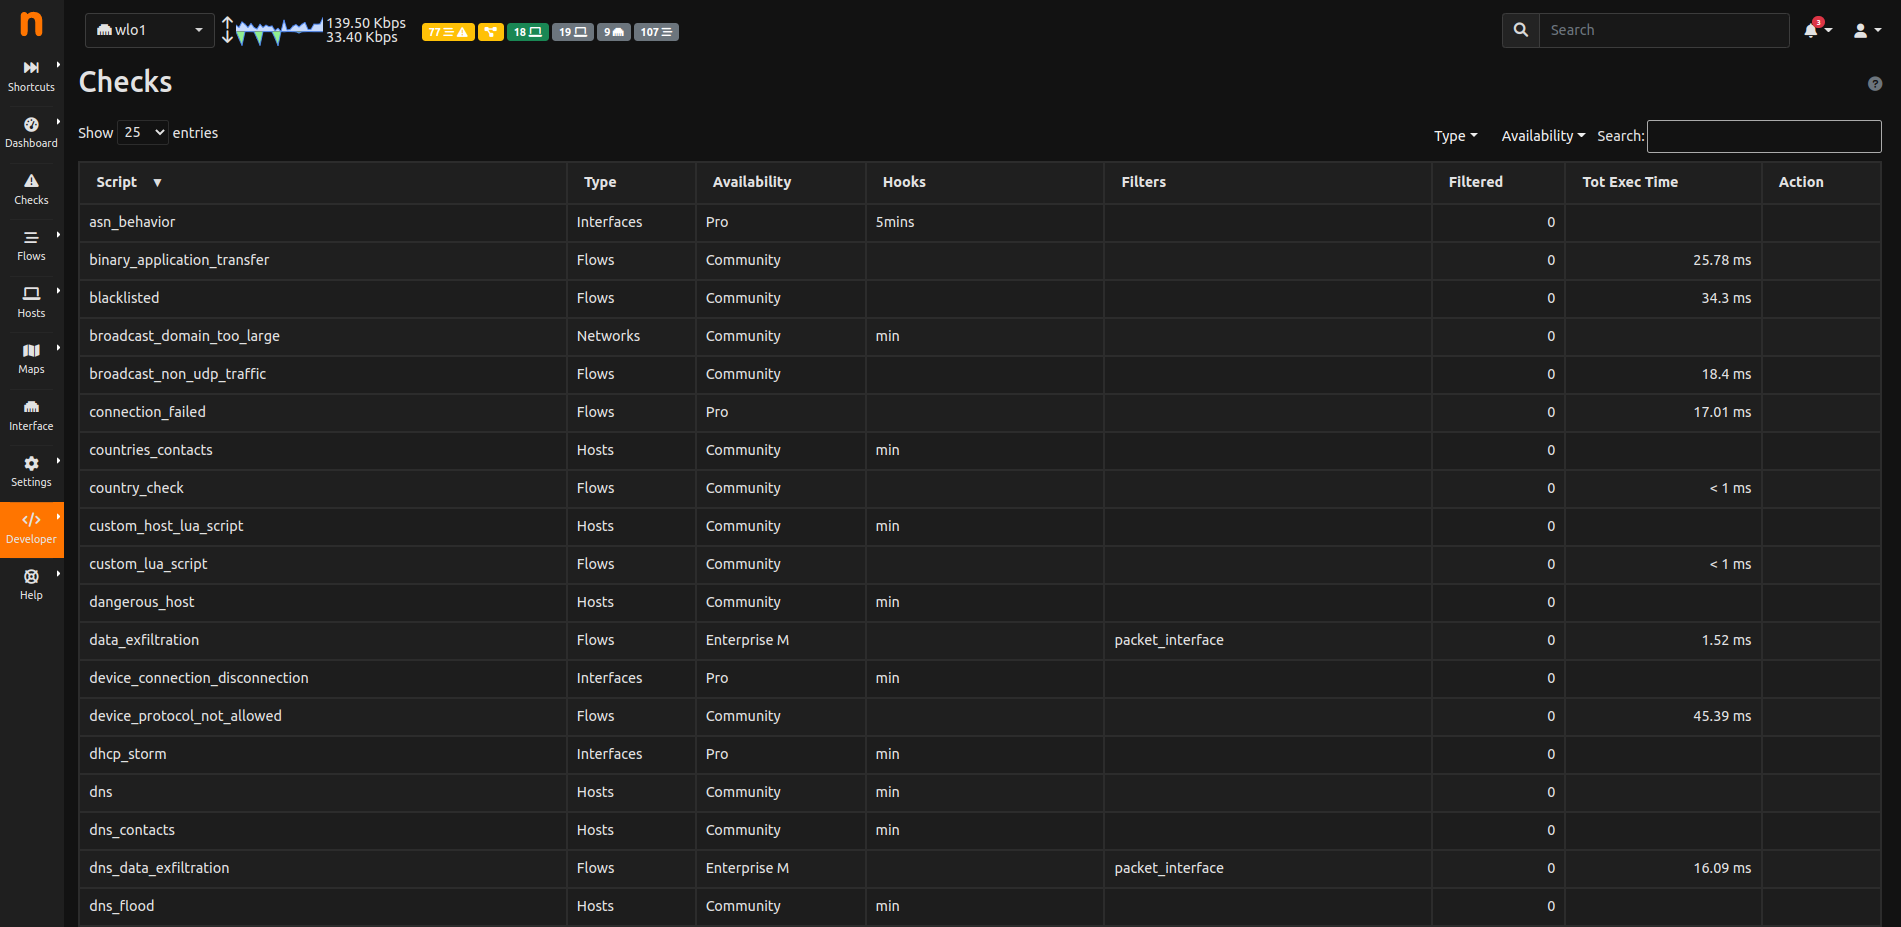 n
wlo1
139.50 Kbps
33.40 Kbps
77
18
19
9
107
Search
3
Shortcuts
Dashboard
Checks
Flows
Hosts
Maps
Interface
Settings
</> Developer
Help
Checks
?
Show 25 entries
Type Availability Search:
Script ▼ Type Availability Hooks Filters Filtered Tot Exec Time Action
asn_behavior Interfaces Pro 5mins 0
binary_application_transfer Flows Community 0 25.78 ms
blacklisted Flows Community 0 34.3 ms
broadcast_domain_too_large Networks Community min 0
broadcast_non_udp_traffic Flows Community 0 18.4 ms
connection_failed Flows Pro 0 17.01 ms
countries_contacts Hosts Community min 0
country_check Flows Community 0 < 1 ms
custom_host_lua_script Hosts Community min 0
custom_lua_script Flows Community 0 < 1 ms
dangerous_host Hosts Community min 0
data_exfiltration Flows Enterprise M packet_interface 0 1.52 ms
device_connection_disconnection Interfaces Pro min 0
device_protocol_not_allowed Flows Community 0 45.39 ms
dhcp_storm Interfaces Pro min 0
dns Hosts Community min 0
dns_contacts Hosts Community min 0
dns_data_exfiltration Flows Enterprise M packet_interface 0 16.09 ms
dns_flood Hosts Community min 0